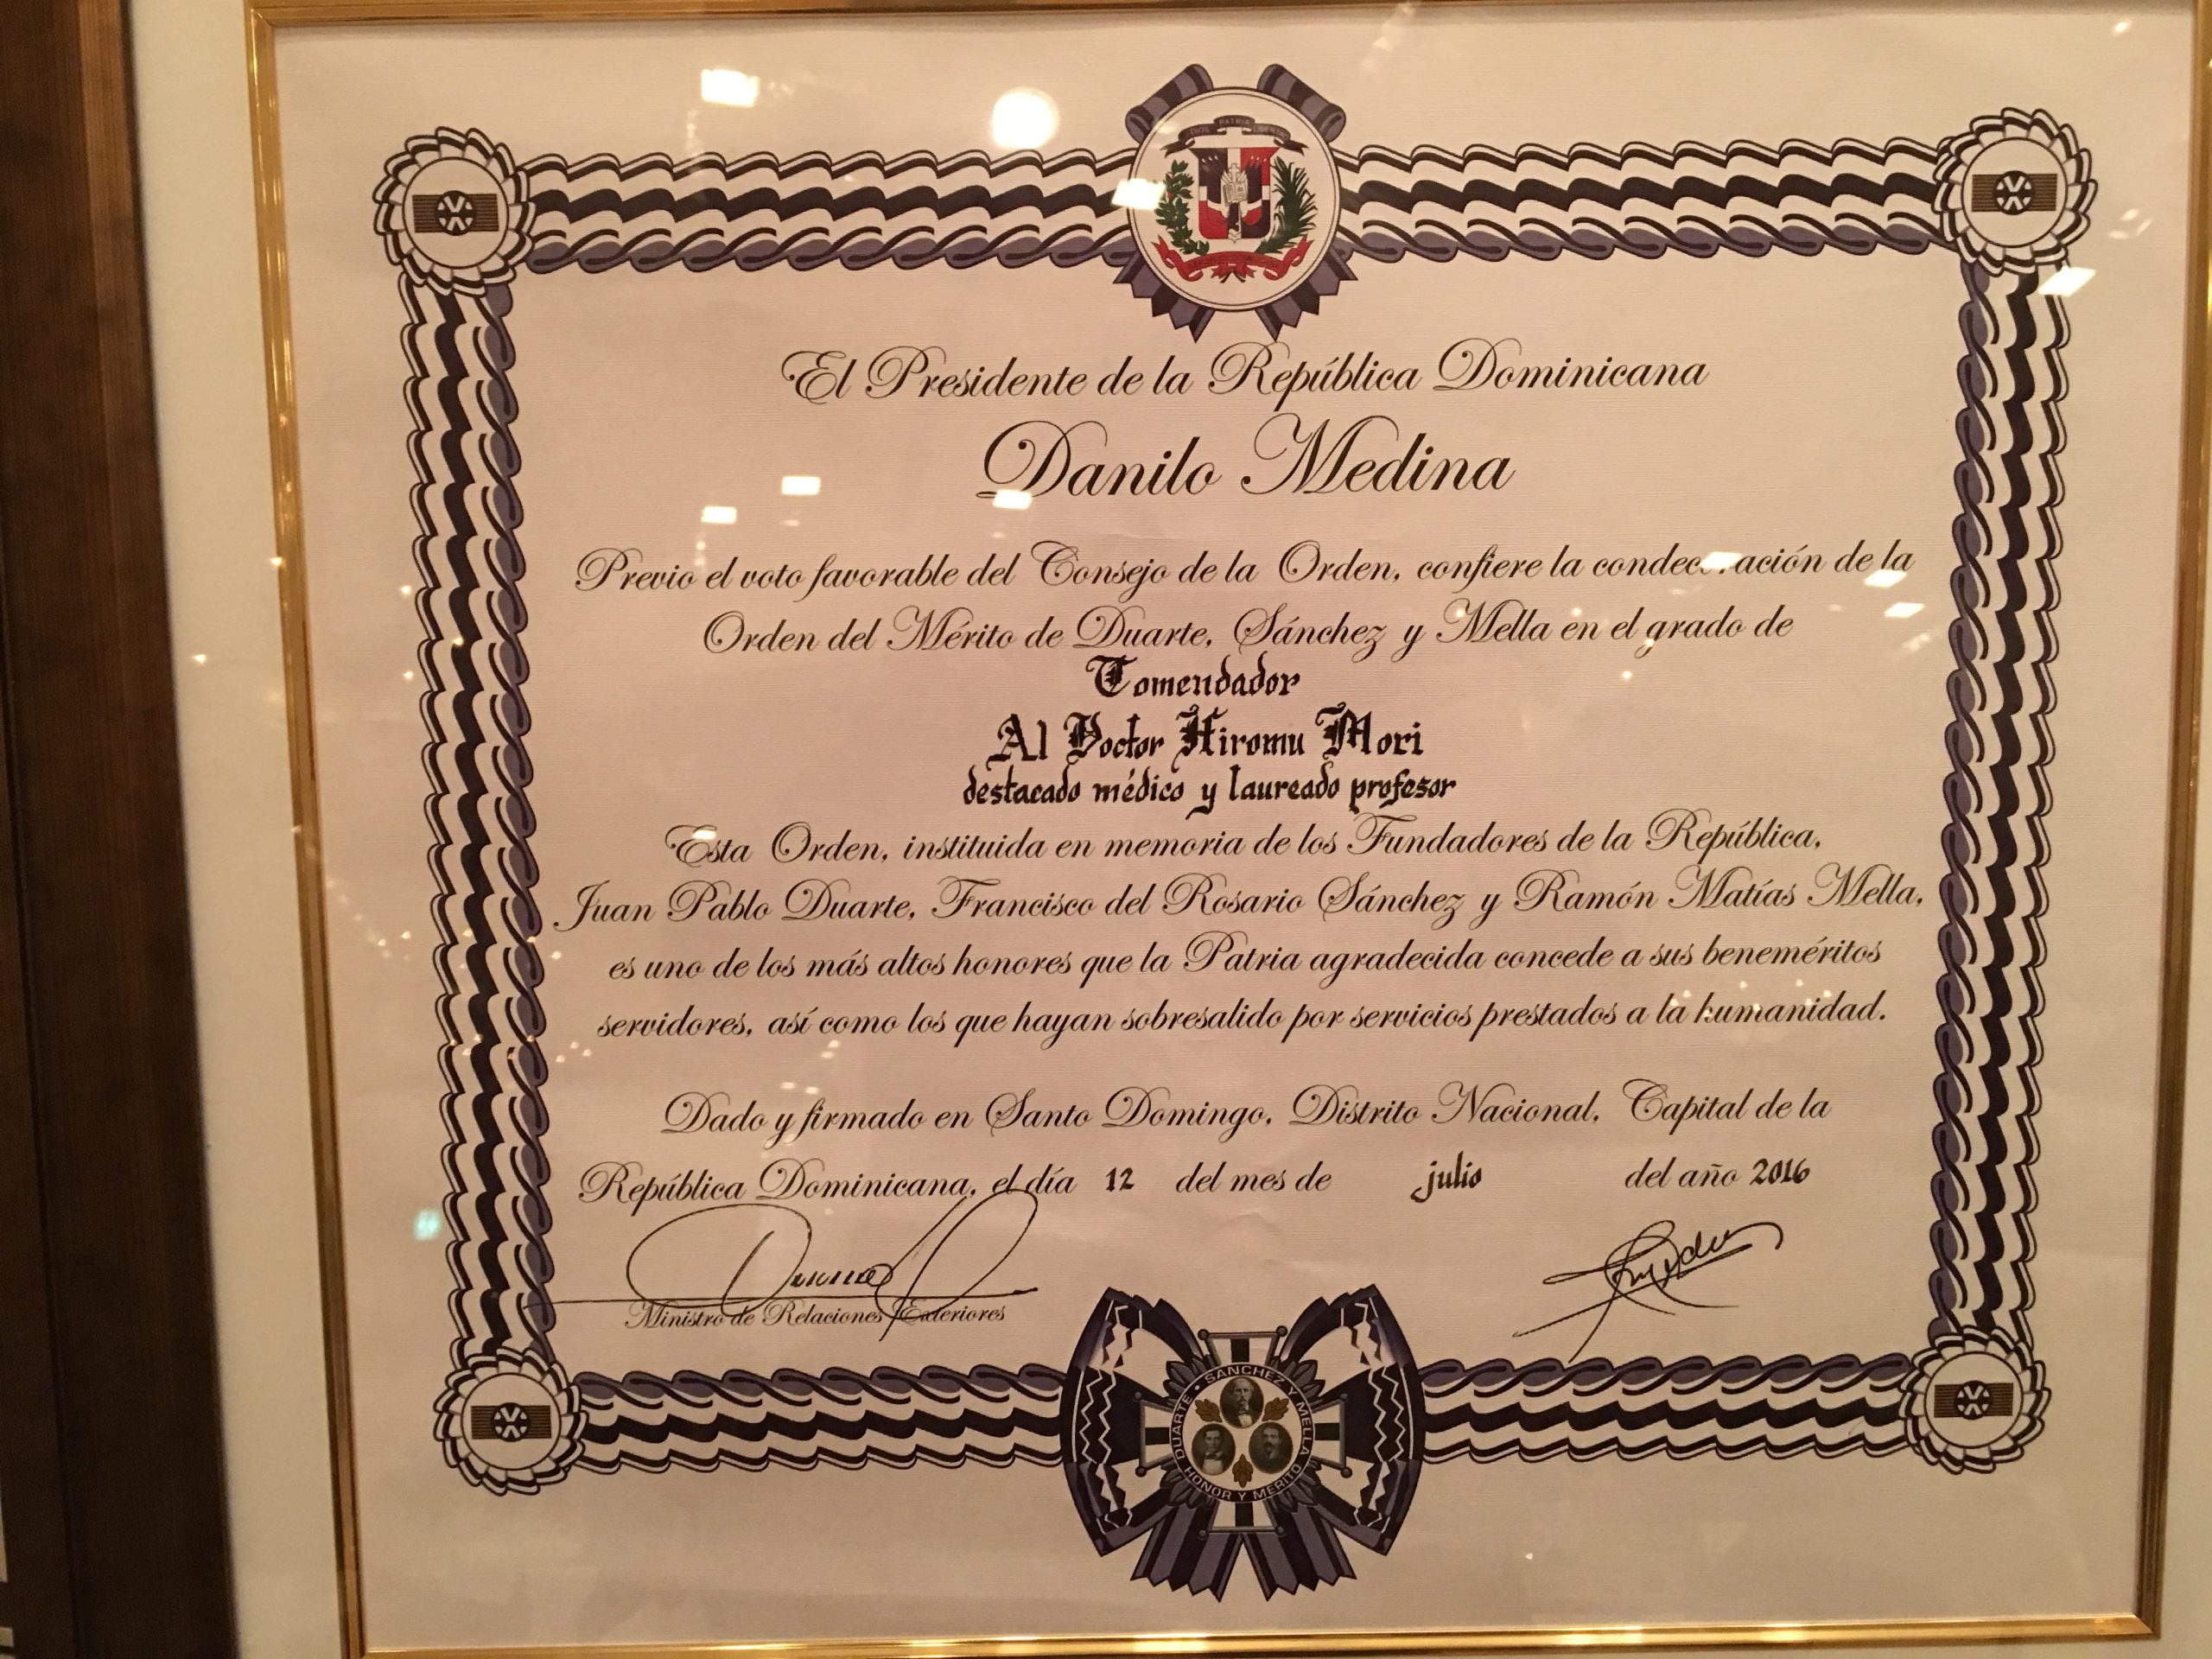 DIOS PATRIA LIBERTAD
El Presidente de la República Dominicana
Danilo Medina
Previo el voto favorable del Consejo de la Orden, confiere la condecoración de la
Orden del Mérito de Duarte, Sánchez y Mella en el grado de
Comendador
Al Doctor Hiromu Mori
destacado médico y laureado profesor
Esta Orden, instituida en memoria de los Fundadores de la República,
Juan Pablo Duarte, Francisco del Rosario Sánchez y Ramón Matías Mella,
es uno de los más altos honores que la Patria agradecida concede a sus beneméritos
servidores, así como los que hayan sobresalido por servicios prestados a la humanidad.
Dado y firmado en Santo Domingo, Distrito Nacional, Capital de la
República Dominicana, el día 12 del mes de julio del año 2016
Ministro de Relaciones Exteriores
DUARTE • SANCHEZ Y MELLA
HONOR Y MERITO